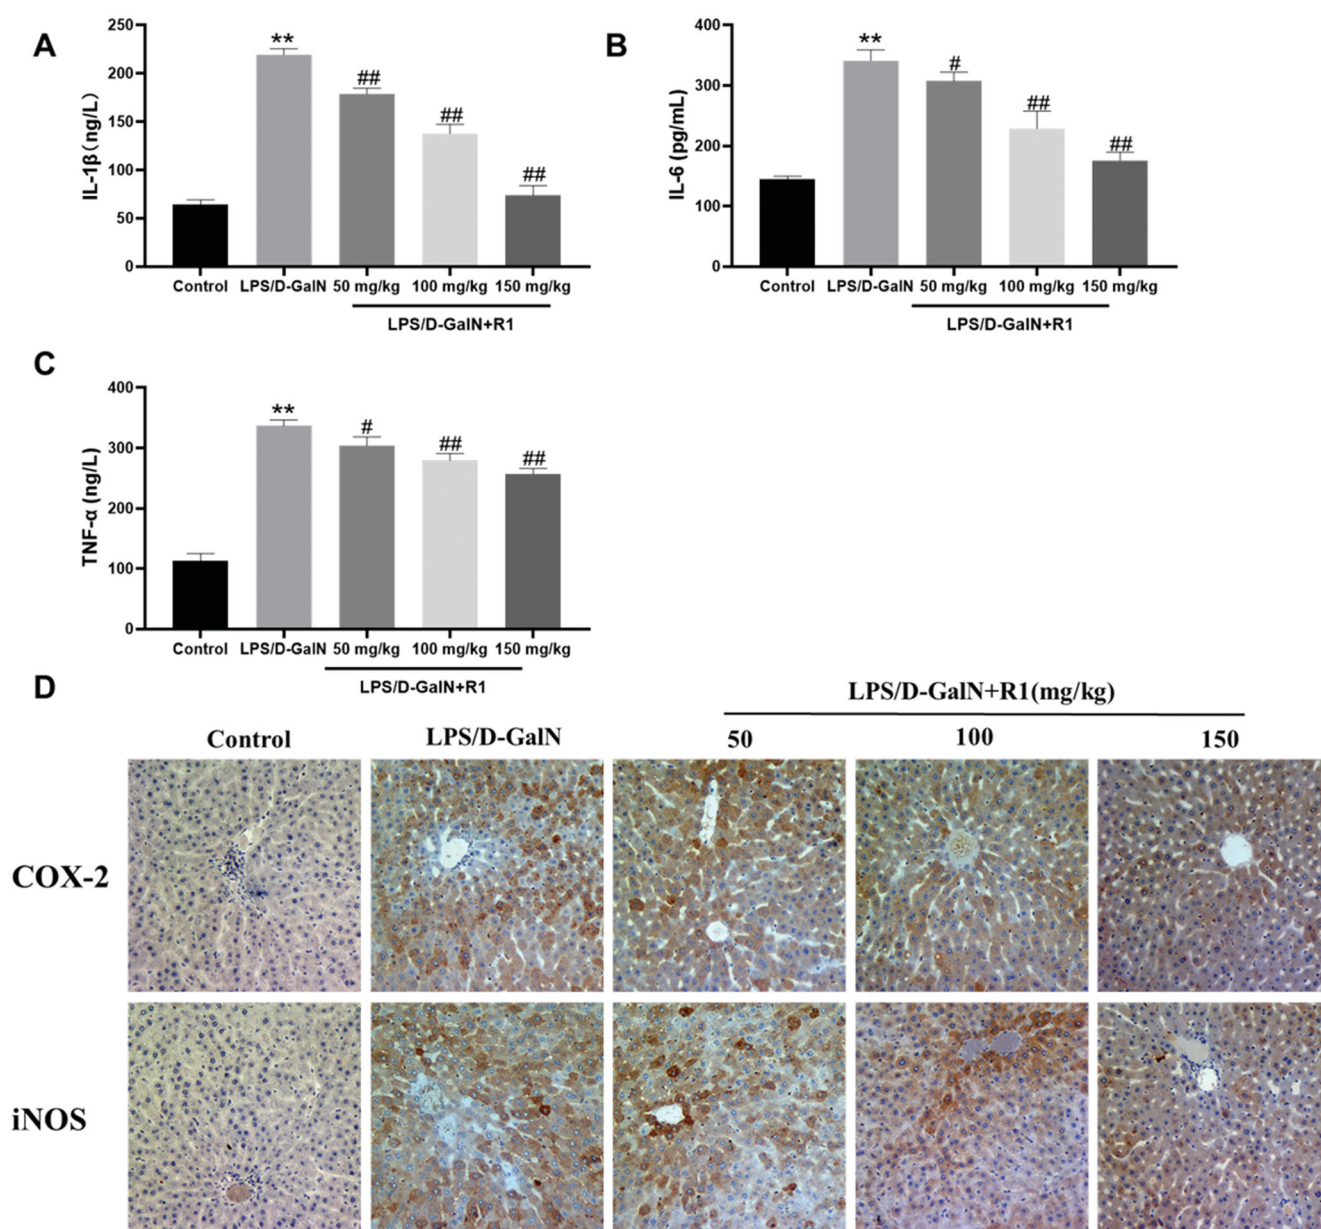 A
IL-1β(ng/L)
250
200
150
100
50
0
**
##
##
##
Control LPS/D-GalN 50 mg/kg 100 mg/kg 150 mg/kg
LPS/D-GalN+R1
B
IL-6 (pg/mL)
400
300
200
100
0
**
#
##
##
Control LPS/D-GalN 50 mg/kg 100 mg/kg 150 mg/kg
LPS/D-GalN+R1
C
TNF-α (ng/L)
400
300
200
100
0
**
#
##
##
Control LPS/D-GalN 50 mg/kg 100 mg/kg 150 mg/kg
LPS/D-GalN+R1
D
LPS/D-GalN+R1(mg/kg)
Control LPS/D-GalN 50 100 150
COX-2
iNOS